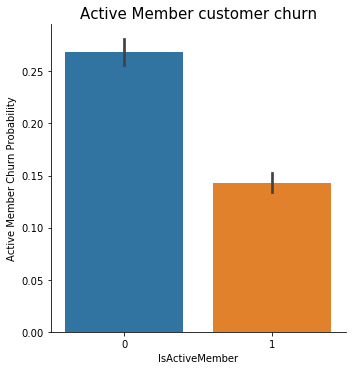 Active Member customer churn
Active Member Churn Probability
0.25
0.20
0.15
0.10
0.05
0.00
0
1
IsActiveMember